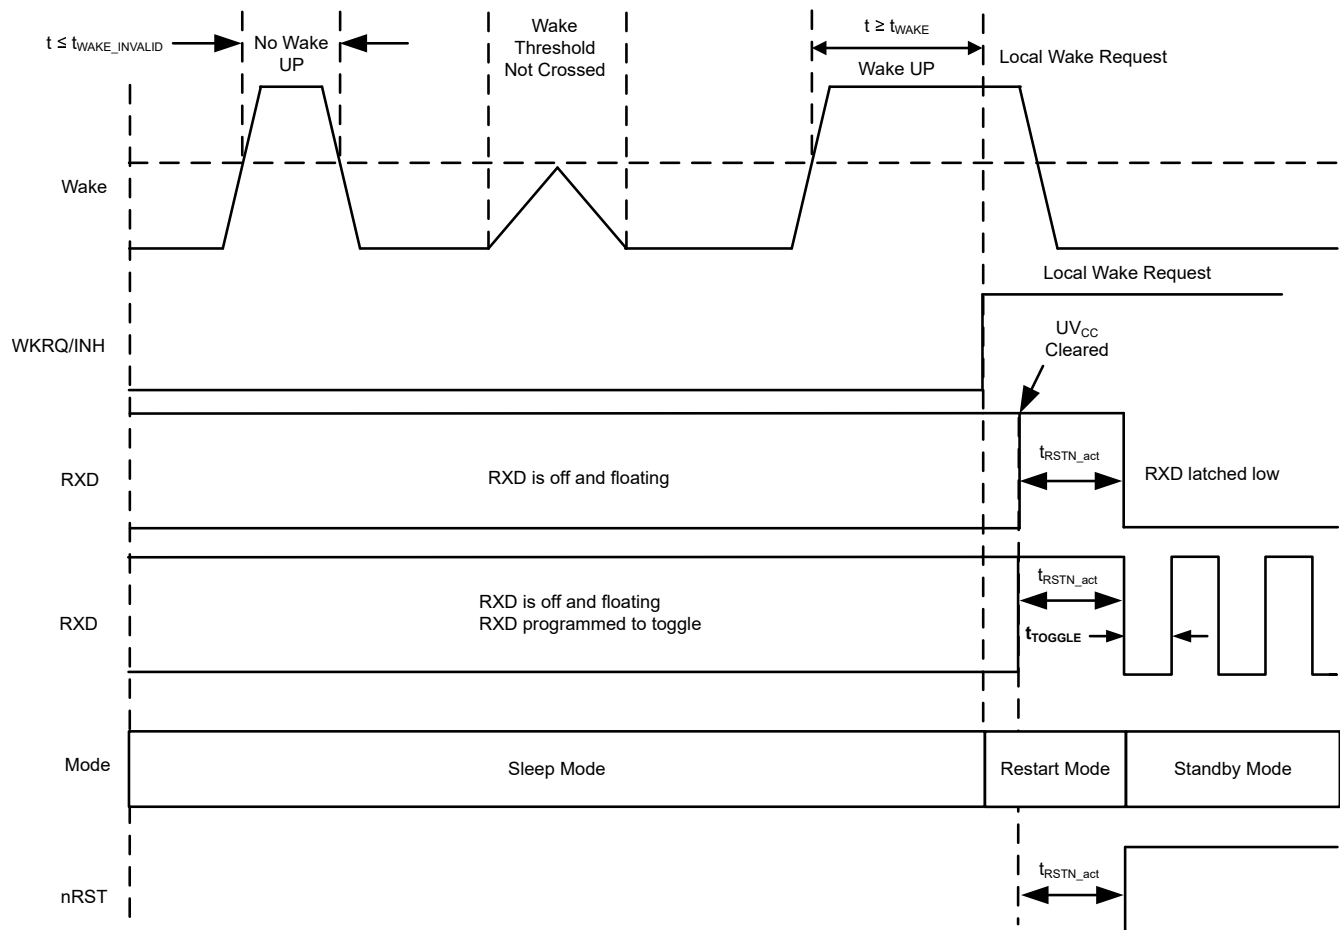 t ≤ tWAKE_INVALID
No Wake
UP
Wake
Threshold
Not Crossed
t ≥ tWAKE
Wake UP
Local Wake Request
Wake
Local Wake Request
WKRQ/INH
UVCC
Cleared
RXD
RXD is off and floating
tRSTN_act
RXD latched low
RXD
RXD is off and floating
RXD programmed to toggle
tRSTN_act
tTOGGLE
Mode
Sleep Mode
Restart Mode
Standby Mode
nRST
tRSTN_act